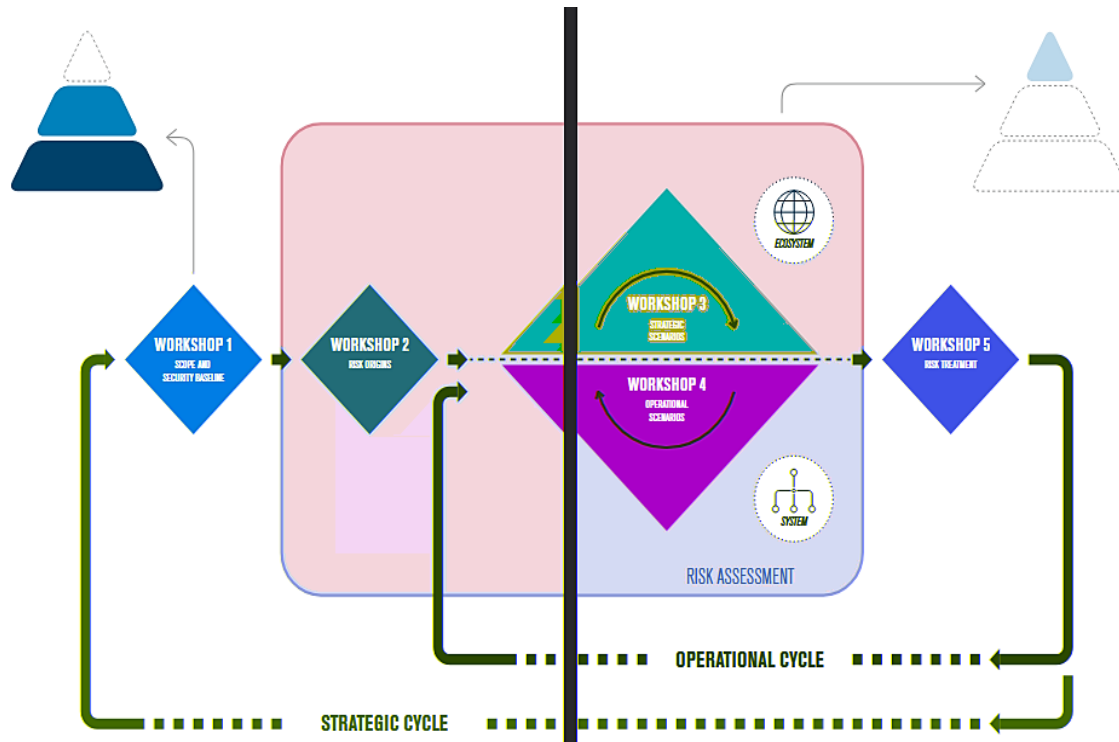 ECOSYSTEM
WORKSHOP 1
SCOPE AND
SECURITY BASELINE
WORKSHOP 2
RISK ORIGINS
WORKSHOP 3
STRATEGIC
SCENARIOS
WORKSHOP 4
OPERATIONAL
SCENARIOS
WORKSHOP 5
RISK TREATMENT
SYSTEM
RISK ASSESSMENT
OPERATIONAL CYCLE
STRATEGIC CYCLE